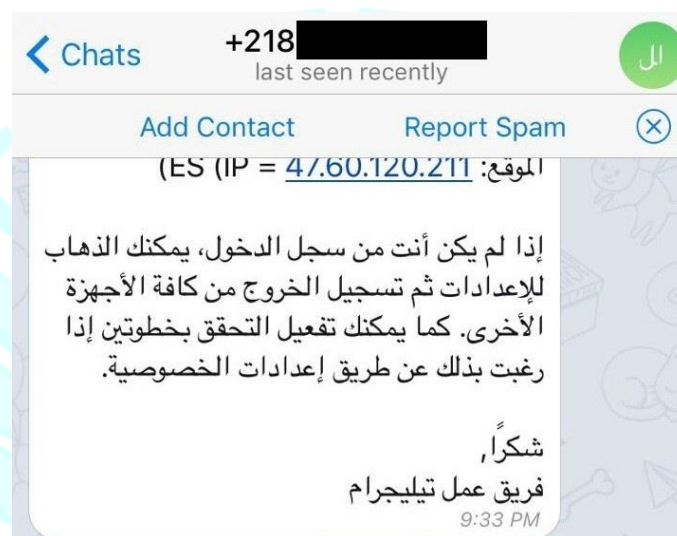 Chats
+218
last seen recently
ال
Add Contact
Report Spam
الموقع: ES (IP = 47.60.120.211)
إذا لم يكن أنت من سجل الدخول، يمكنك الذهاب
للإعدادات ثم تسجيل الخروج من كافة الأجهزة
الأخرى. كما يمكنك تفعيل التحقق بخطوتين إذا
رغبت بذلك عن طريق إعدادات الخصوصية.
شكرًا,
فريق عمل تيليجرام
9:33 PM